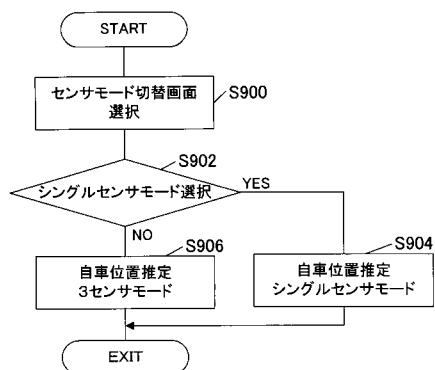 START
センサモード切替画面
選択
S900
S902
シングルセンサモード選択
YES
NO
S906
S904
自車位置推定
3センサモード
自車位置推定
シングルセンサモード
EXIT